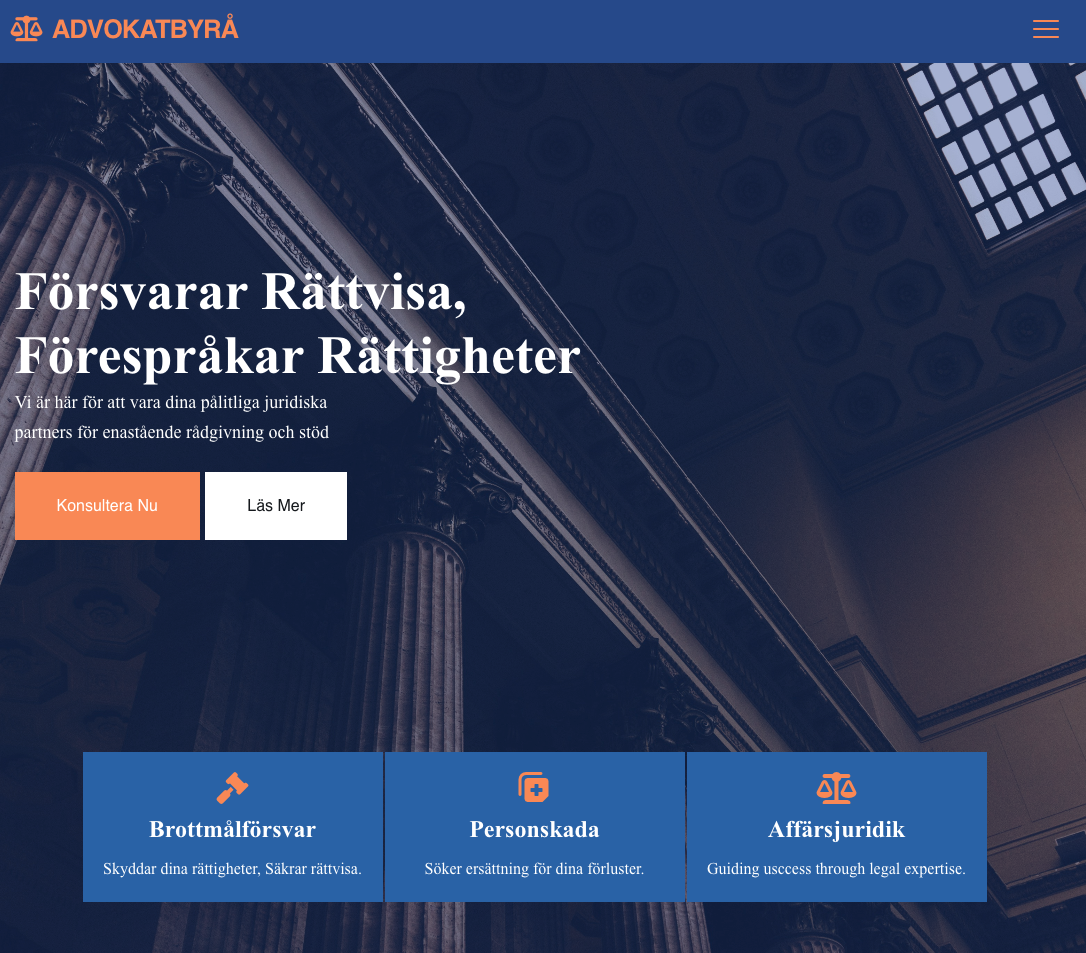 ADVOKATBYRÅ
Försvarar Rättvisa,
Förespråkar Rättigheter
Vi är här för att vara dina pålitliga juridiska
partners för enastående rådgivning och stöd
Konsultera Nu
Läs Mer
Brottmålförsvar
Skyddar dina rättigheter, Säkrar rättvisa.
Personskada
Söker ersättning för dina förluster.
Affärsjuridik
Guiding usccess through legal expertise.